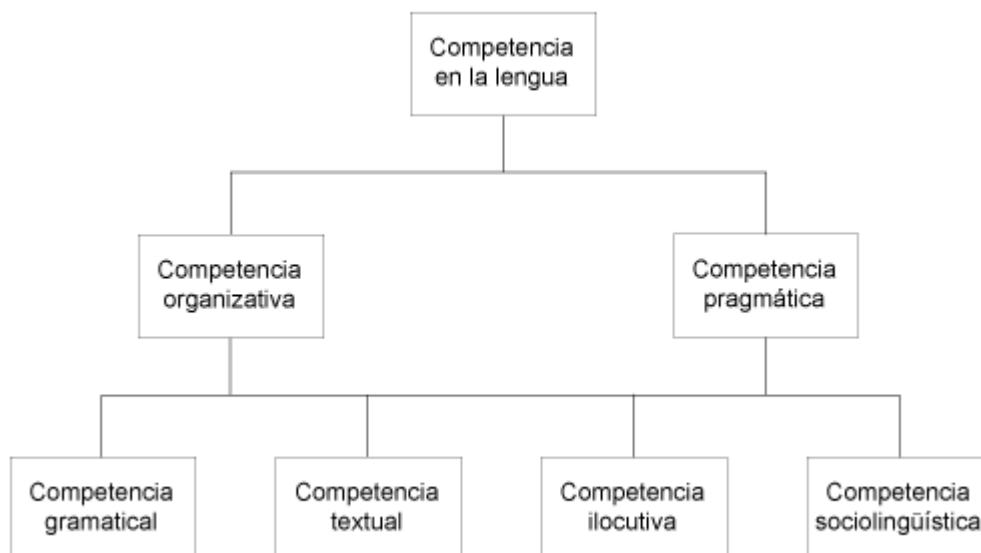 Competencia
en la lengua
Competencia
organizativa
Competencia
pragmática
Competencia
gramatical
Competencia
textual
Competencia
ilocutiva
Competencia
sociolingüística